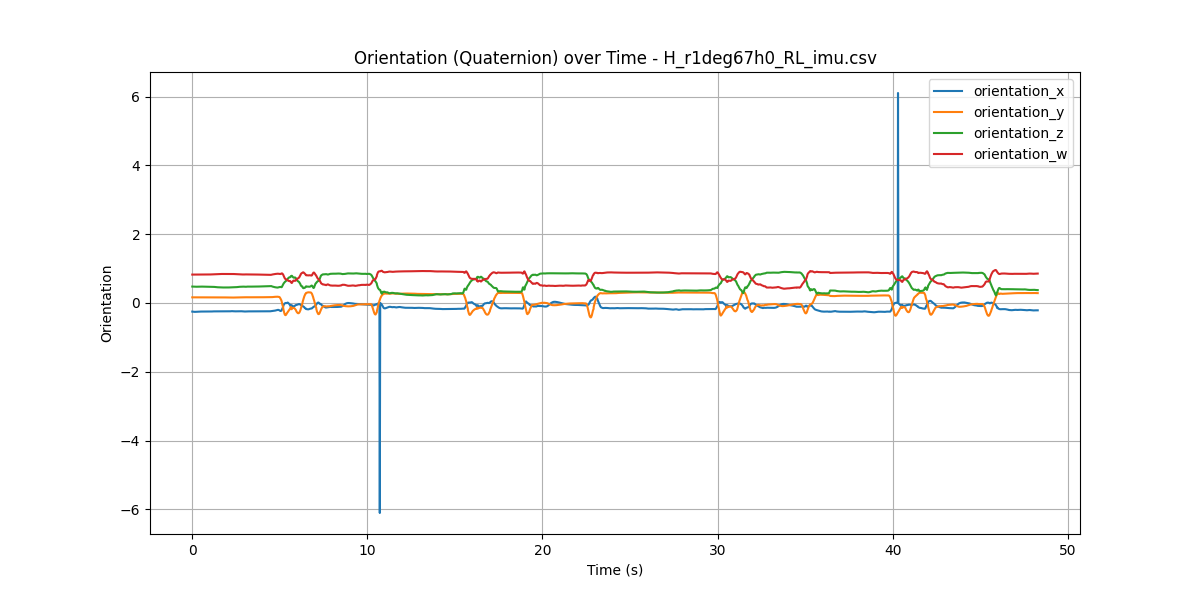 Orientation (Quaternion) over Time - H_r1deg67h0_RL_imu.csv
orientation_x
orientation_y
orientation_z
orientation_w
6
4
2
0
−2
−4
−6
Orientation
0 10 20 30 40 50
Time (s)